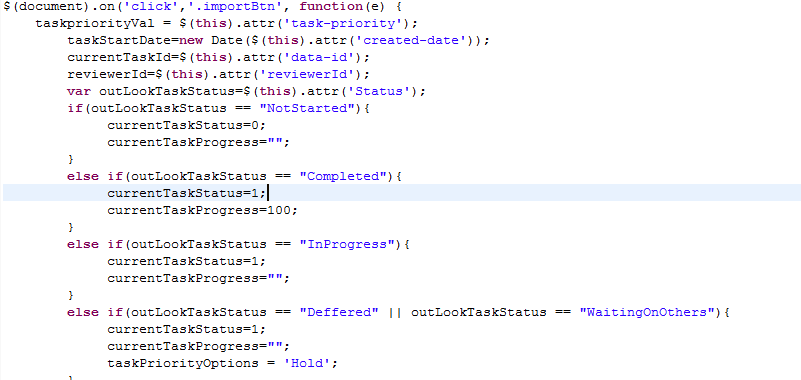 $(document).on('click','.importBtn', function(e) {
taskpriorityVal = $(this).attr('task-priority');
taskStartDate=new Date($(this).attr('created-date'));
currentTaskId=$(this).attr('data-id');
reviewerId=$(this).attr('reviewerId');
var outLookTaskStatus=$(this).attr('Status');
if(outLookTaskStatus == "NotStarted"){
currentTaskStatus=0;
currentTaskProgress="";
}
else if(outLookTaskStatus == "Completed"){
currentTaskStatus=1;
currentTaskProgress=100;
}
else if(outLookTaskStatus == "InProgress"){
currentTaskStatus=1;
currentTaskProgress="";
}
else if(outLookTaskStatus == "Deffered" || outLookTaskStatus == "WaitingOnOthers"){
currentTaskStatus=1;
currentTaskProgress="";
taskPriorityOptions = 'Hold';
}